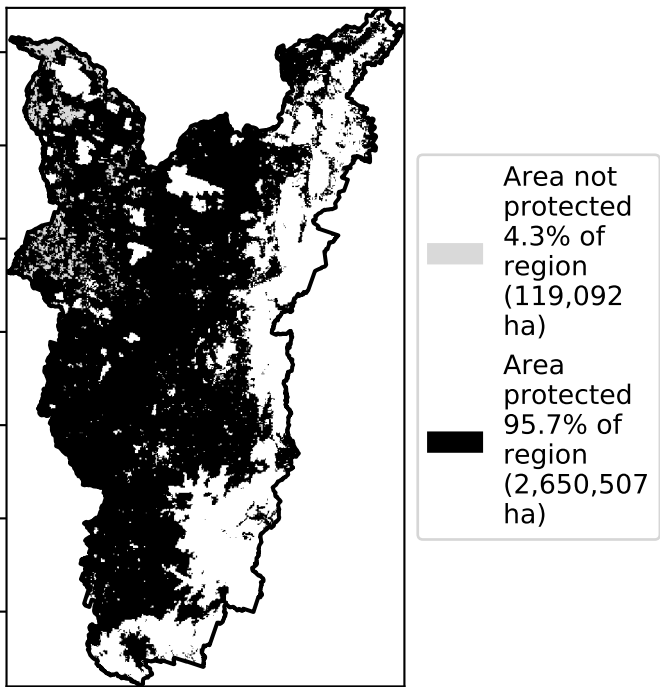 Area not
protected
4.3% of
region
(119,092
ha)
Area
protected
95.7% of
region
(2,650,507
ha)